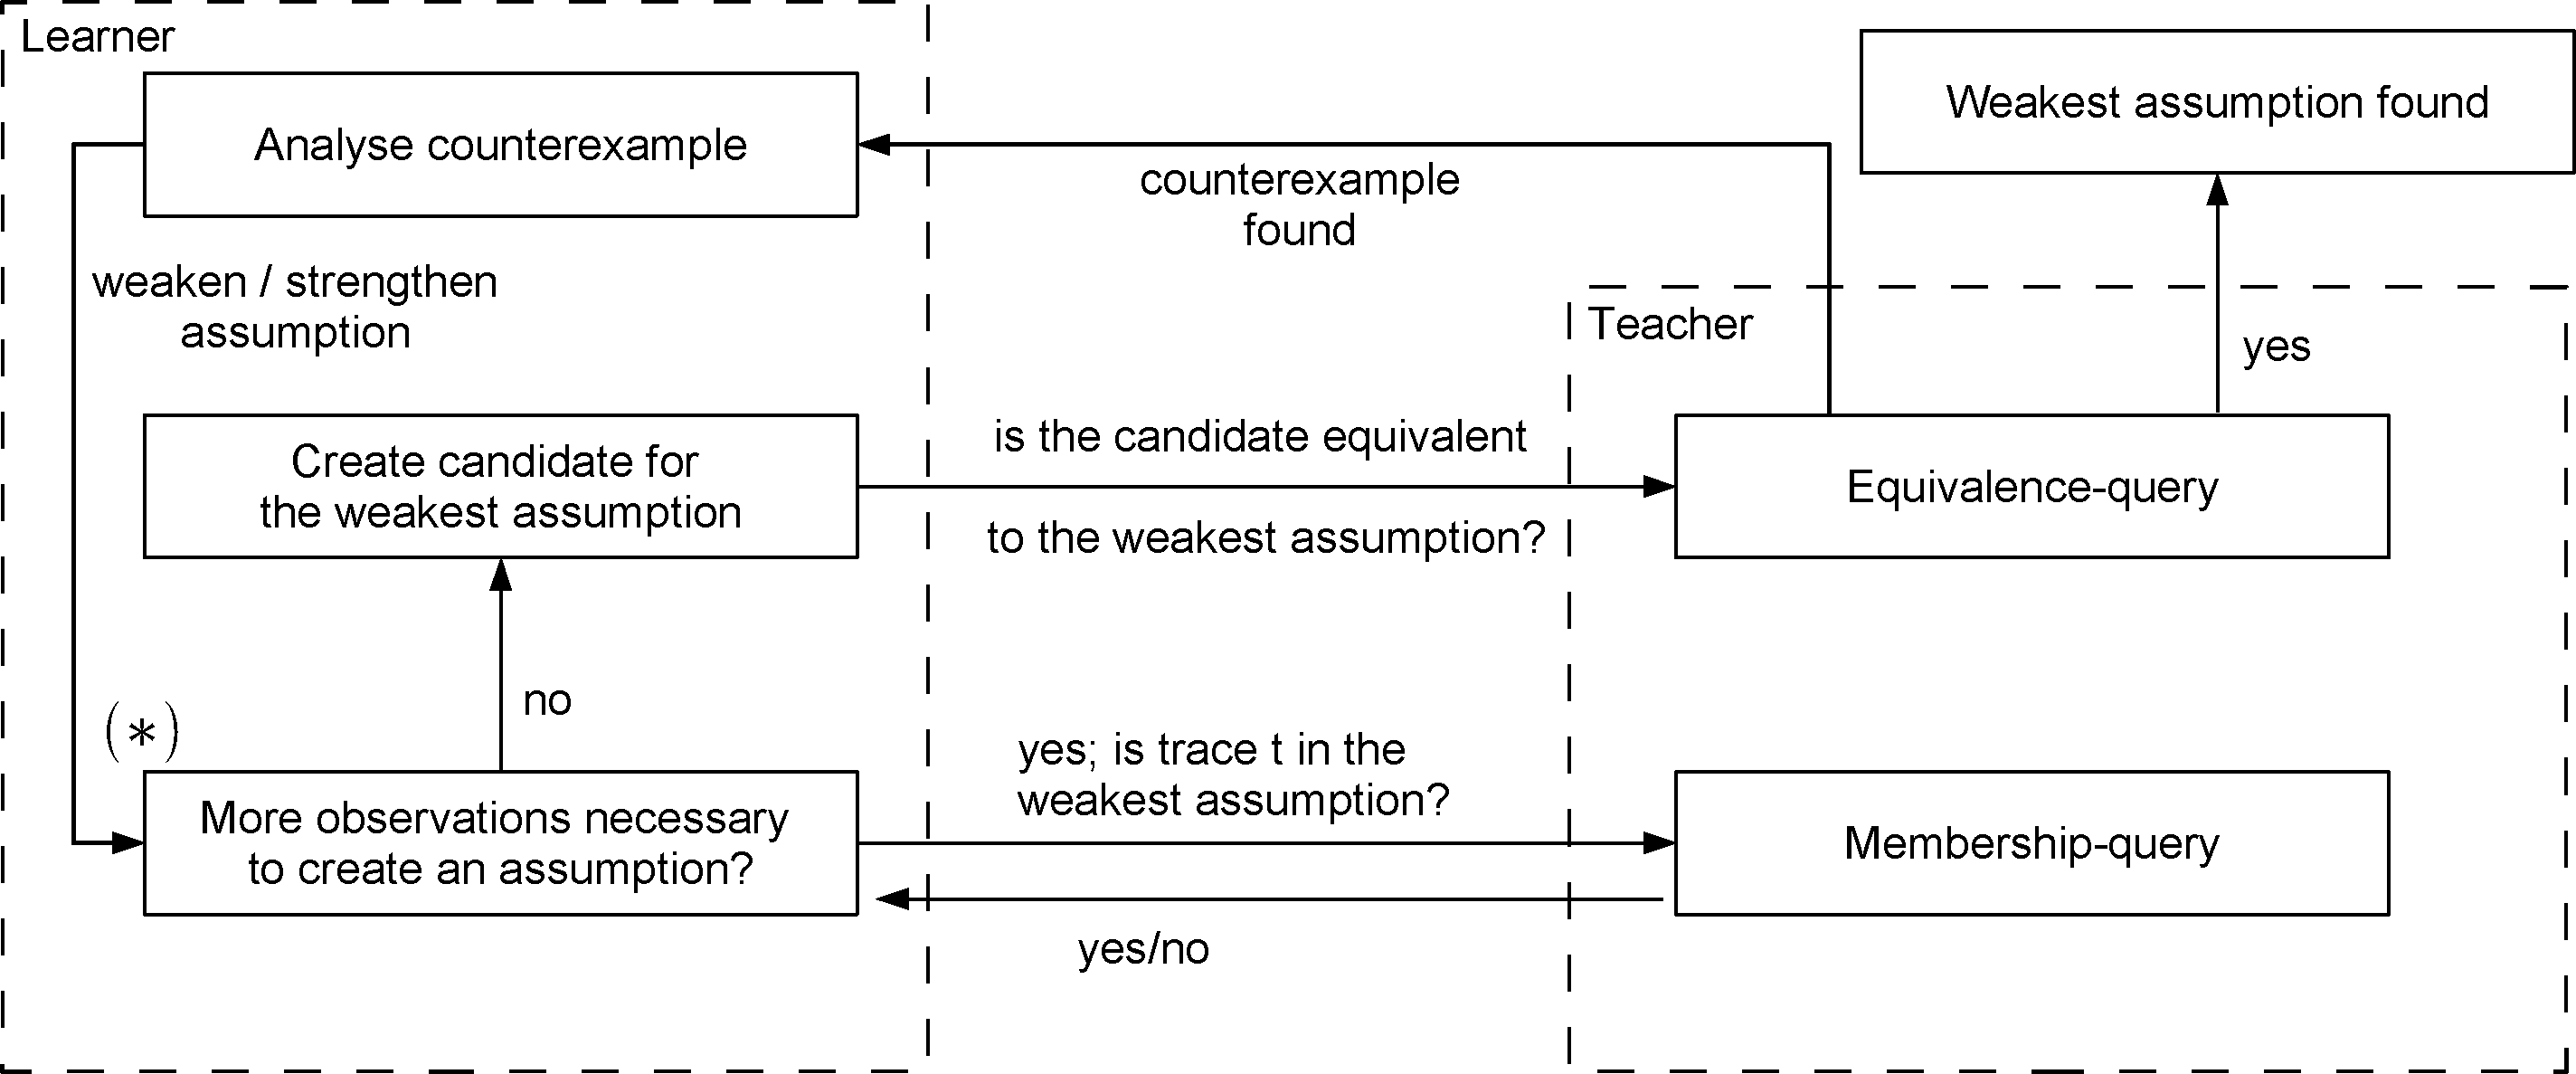 Learner
Analyse counterexample
Weakest assumption found
counterexample
found
weaken / strengthen
assumption
Teacher
yes
Create candidate for
the weakest assumption
is the candidate equivalent
to the weakest assumption?
Equivalence-query
no
(*)
More observations necessary
to create an assumption?
yes; is trace t in the
weakest assumption?
Membership-query
yes/no